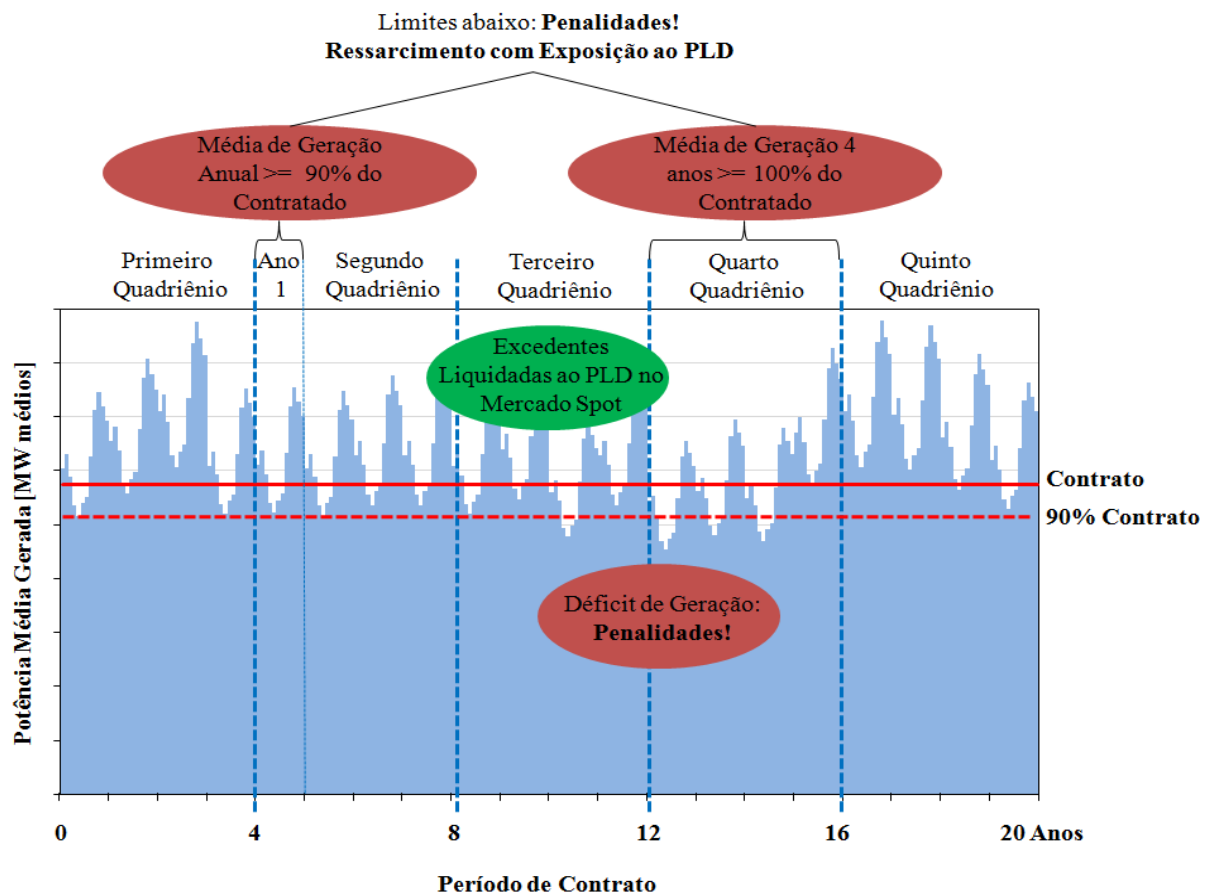 Limites abaixo: Penalidades!
Ressarcimento com Exposição ao PLD
Média de Geração
Anual >= 90% do
Contratado
Média de Geração 4
anos >= 100% do
Contratado
Primeiro
Quadriênio
Ano
1
Segundo
Quadriênio
Terceiro
Quadriênio
Quarto
Quadriênio
Quinto
Quadriênio
Excedentes
Liquidadas ao PLD no
Mercado Spot
Contrato
90% Contrato
Déficit de Geração:
Penalidades!
Potência Média Gerada [MW médios]
0
4
8
12
16
20 Anos
Período de Contrato